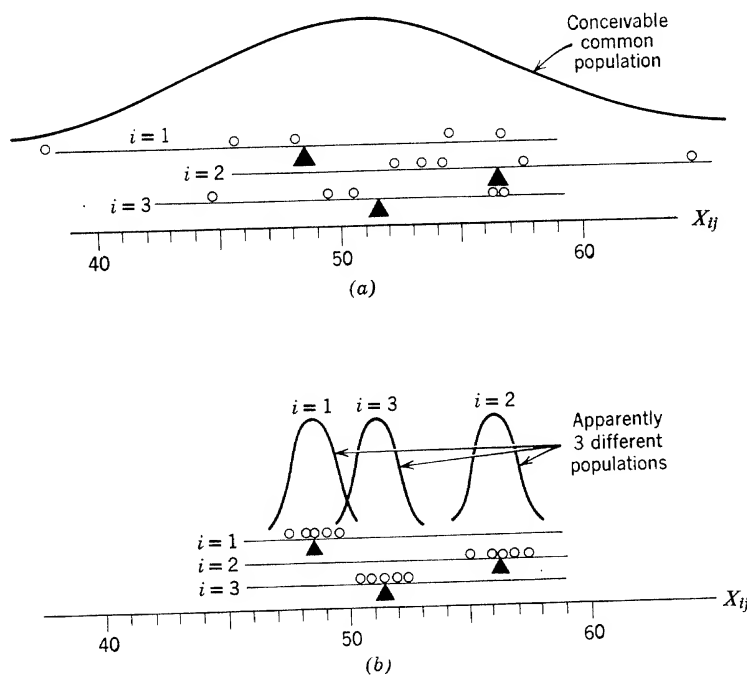 Conceivable
common
population
i = 1
i = 2
i = 3
X_ij
40 50 60
(a)
i = 1 i = 3 i = 2
Apparently
3 different
populations
i = 1
i = 2
i = 3
X_ij
40 50 60
(b)